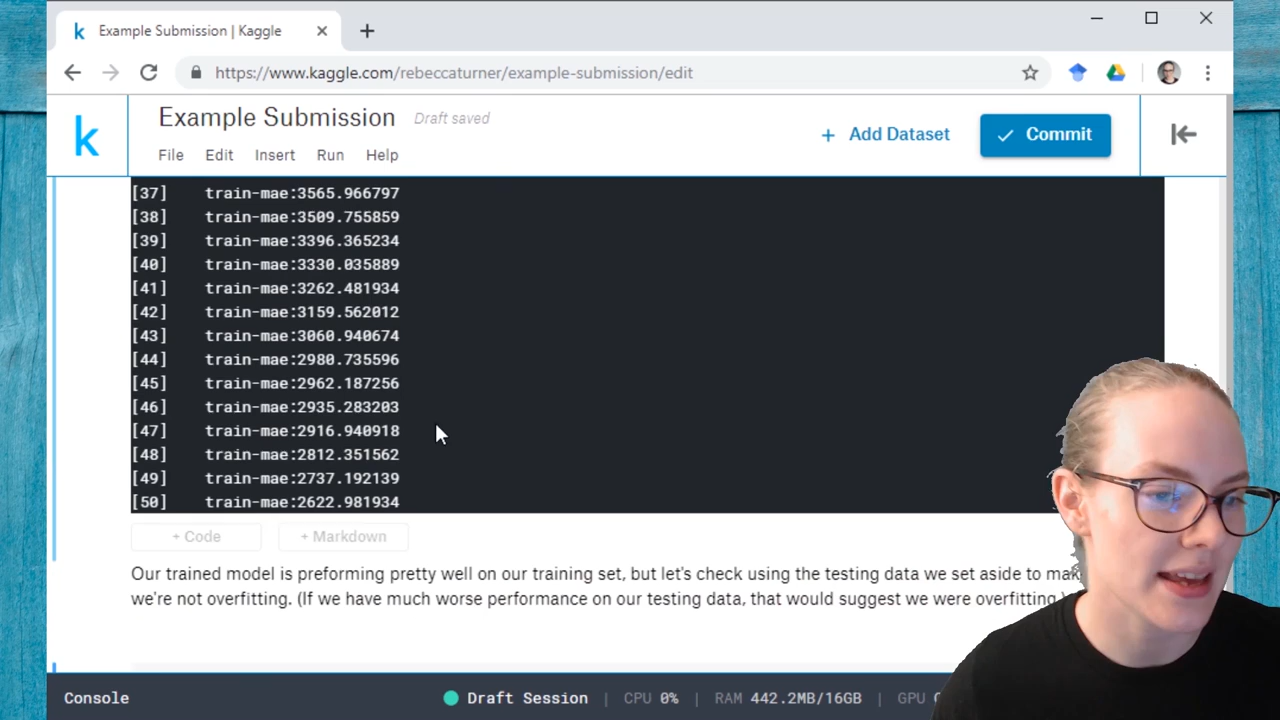 Example Submission | Kaggle
https://www.kaggle.com/rebeccaturner/example-submission/edit
k
Example Submission Draft saved
File Edit Insert Run Help
+ Add Dataset
Commit
[37] train-mae:3565.966797
[38] train-mae:3509.755859
[39] train-mae:3396.365234
[40] train-mae:3330.035889
[41] train-mae:3262.481934
[42] train-mae:3159.562012
[43] train-mae:3060.940674
[44] train-mae:2980.735596
[45] train-mae:2962.187256
[46] train-mae:2935.283203
[47] train-mae:2916.940918
[48] train-mae:2812.351562
[49] train-mae:2737.192139
[50] train-mae:2622.981934
+ Code + Markdown
Our trained model is preforming pretty well on our training set, but let's check using the testing data we set aside to
we're not overfitting. (If we have much worse performance on our testing data, that would suggest we were overfitting.)
Console Draft Session | CPU 0% | RAM 442.2MB/16GB | GPU